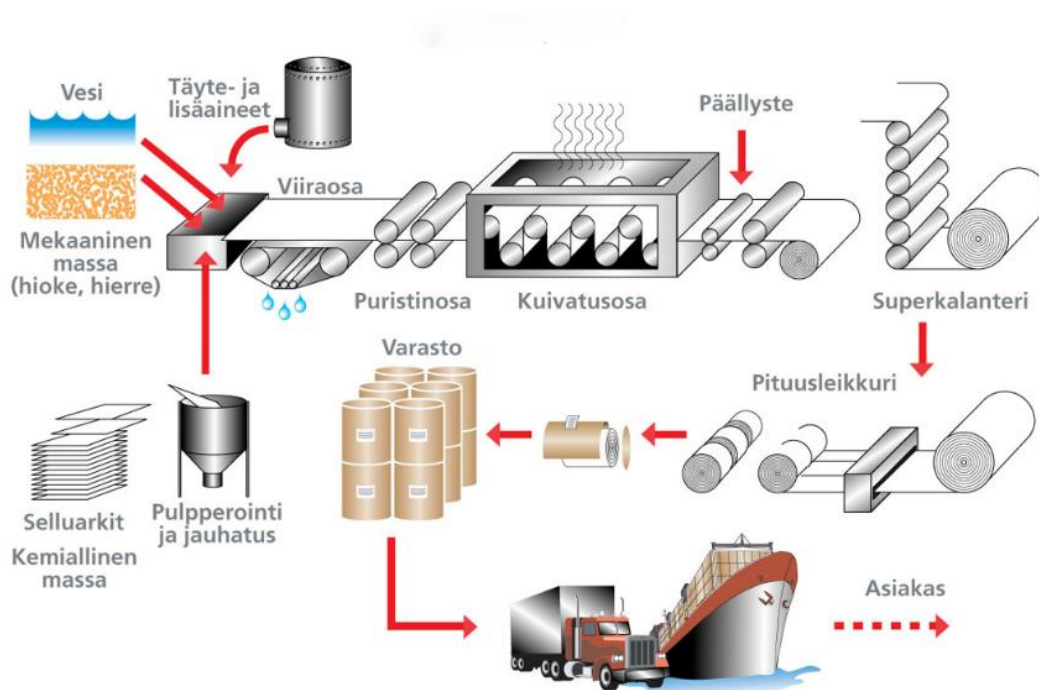 Vesi
Täyte- ja
lisäaineet
Päällyste
Viiraosa
Mekaaninen
massa
(hioke, hierre)
Puristinosa
Kuivatusosa
Superkalanteri
Varasto
Pituusleikkuri
Selluarkit
Kemiallinen
massa
Pulpperointi
ja jauhatus
Asiakas